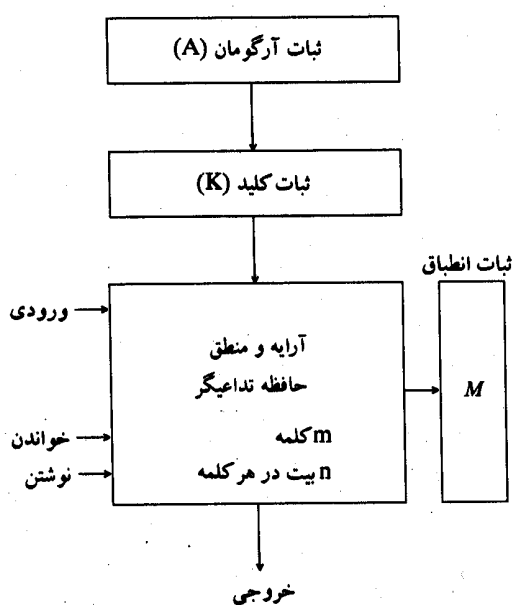 ثبات آرگومان (A)
ثبات کلید (K)
ثبات انطباق
ورودی
آرایه و منطق
حافظه تداعیگر
M
خواندن
m کلمه
نوشتن
n بیت در هر کلمه
خروجی